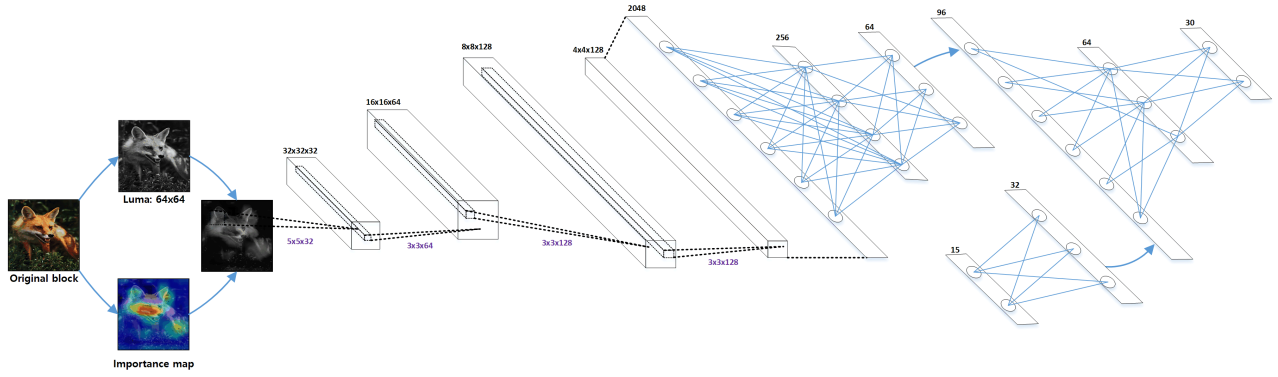 Original block
Luma: 64x64
Importance map
32x32x32
5x5x32
16x16x64
3x3x64
8x8x128
3x3x128
4x4x128
3x3x128
2048
256
64
96
64
30
15
32